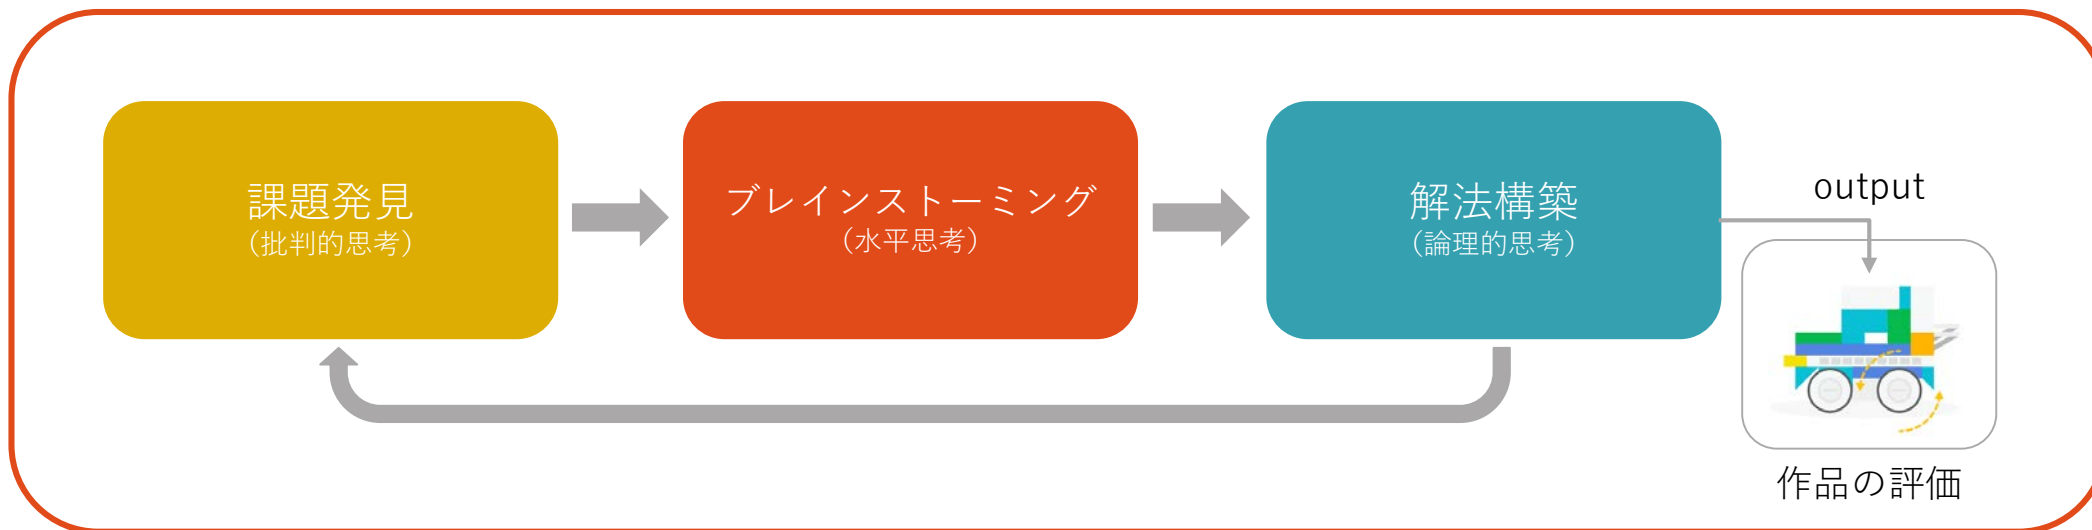 課題発見
（批判的思考）
ブレインストーミング
（水平思考）
解法構築
（論理的思考）
output
作品の評価